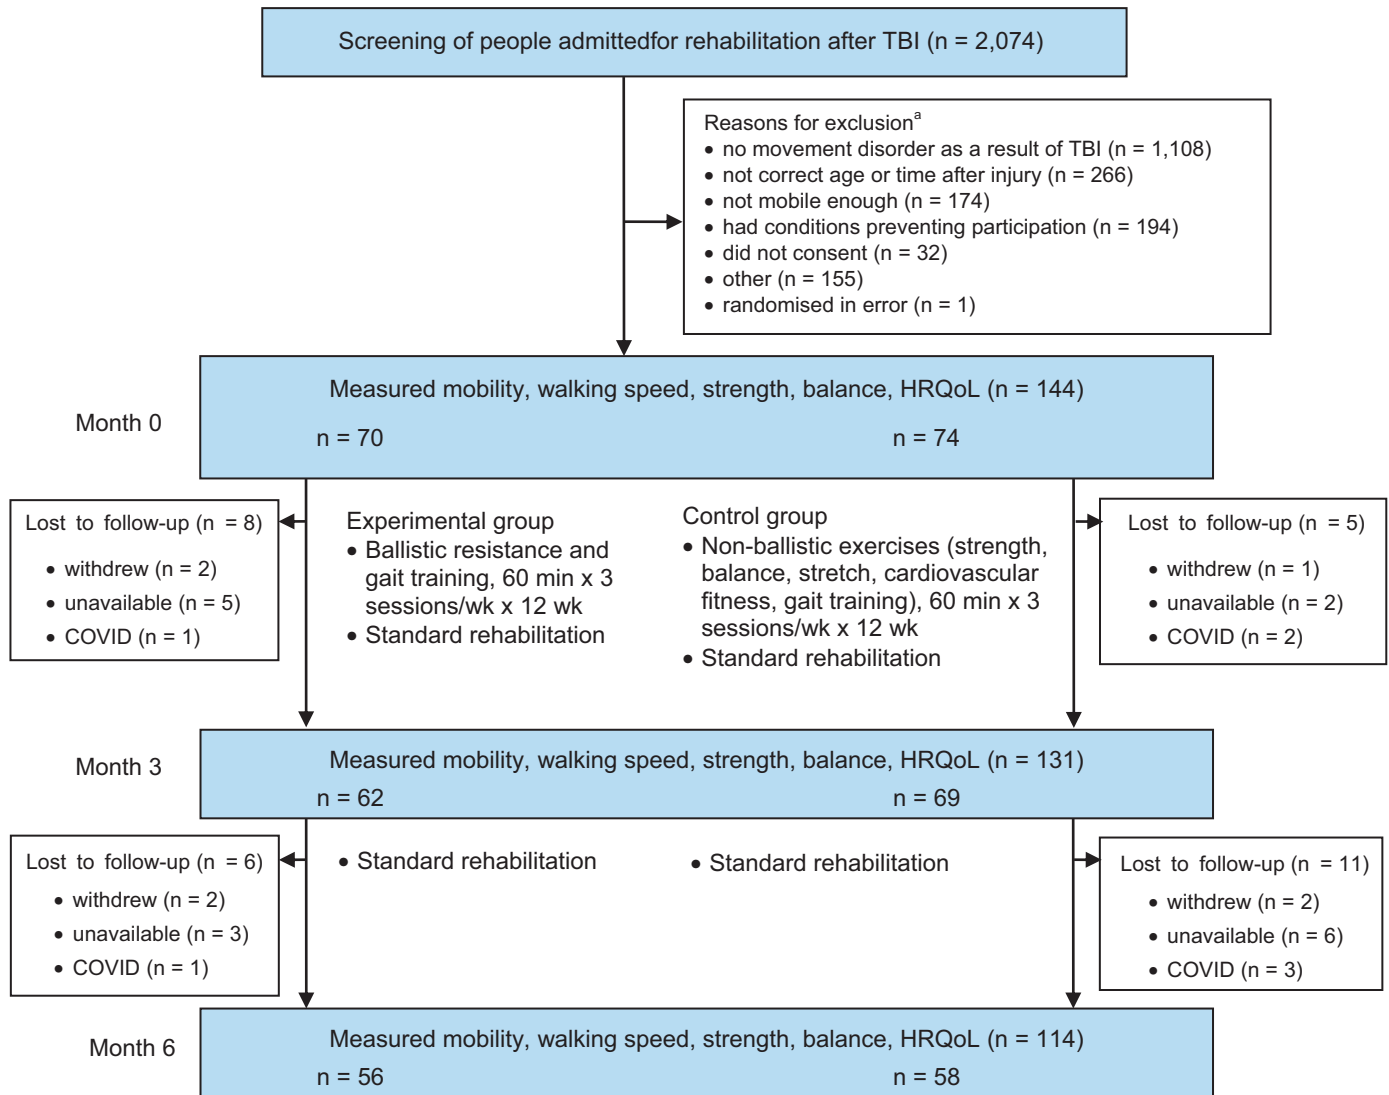 Screening of people admittedfor rehabilitation after TBI (n = 2,074)
Reasons for exclusionª
• no movement disorder as a result of TBI (n = 1,108)
• not correct age or time after injury (n = 266)
• not mobile enough (n = 174)
• had conditions preventing participation (n = 194)
• did not consent (n = 32)
• other (n = 155)
• randomised in error (n = 1)
Month 0
Measured mobility, walking speed, strength, balance, HRQoL (n = 144)
n = 70
n = 74
Lost to follow-up (n = 8)
• withdrew (n = 2)
• unavailable (n = 5)
• COVID (n = 1)
Experimental group
• Ballistic resistance and
gait training, 60 min x 3
sessions/wk x 12 wk
• Standard rehabilitation
Control group
• Non-ballistic exercises (strength,
balance, stretch, cardiovascular
fitness, gait training), 60 min x 3
sessions/wk x 12 wk
• Standard rehabilitation
Lost to follow-up (n = 5)
• withdrew (n = 1)
• unavailable (n = 2)
• COVID (n = 2)
Month 3
Measured mobility, walking speed, strength, balance, HRQoL (n = 131)
n = 62
n = 69
Lost to follow-up (n = 6)
• withdrew (n = 2)
• unavailable (n = 3)
• COVID (n = 1)
• Standard rehabilitation
• Standard rehabilitation
Lost to follow-up (n = 11)
• withdrew (n = 2)
• unavailable (n = 6)
• COVID (n = 3)
Month 6
Measured mobility, walking speed, strength, balance, HRQoL (n = 114)
n = 56
n = 58